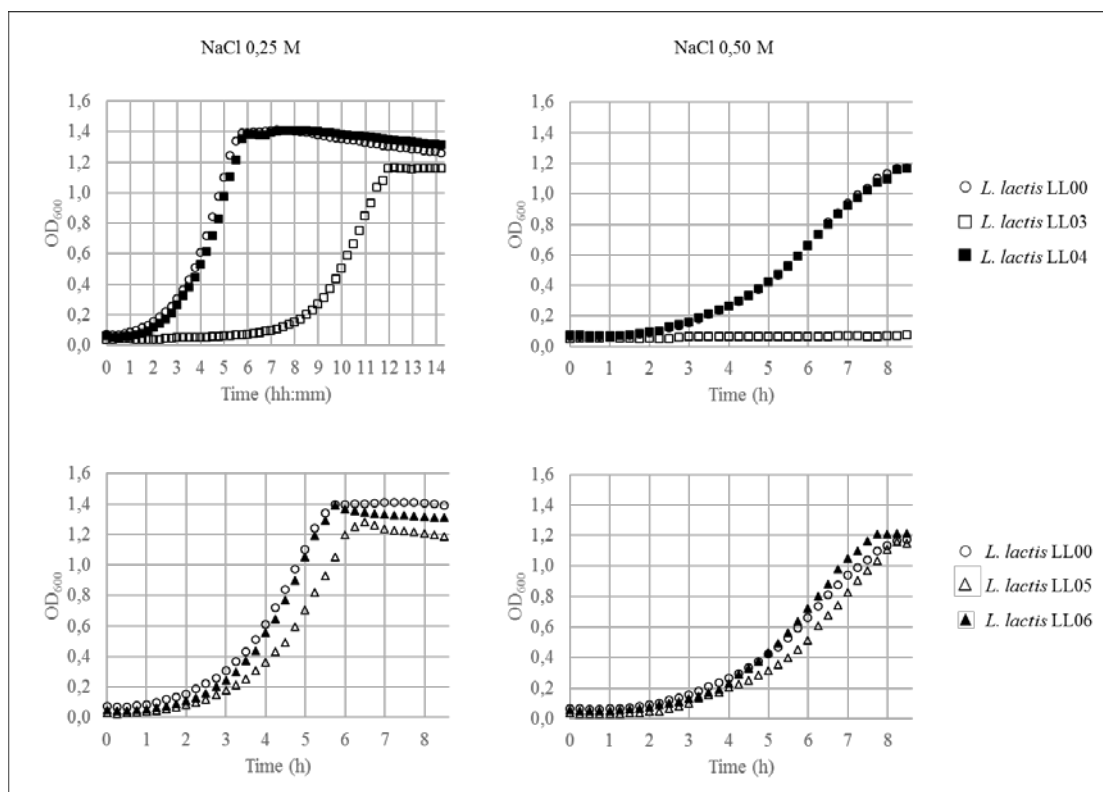 NaCl 0,25 M
NaCl 0,50 M
1,6
1,4
1,2
1,0
0,8
0,6
0,4
0,2
0,0
OD600
0 1 2 3 4 5 6 7 8 9 10 11 12 13 14
Time (hh:mm)
1,6
1,4
1,2
1,0
0,8
0,6
0,4
0,2
0,0
OD600
0 1 2 3 4 5 6 7 8
Time (h)
L. lactis LL00
L. lactis LL03
L. lactis LL04
1,6
1,4
1,2
1,0
0,8
0,6
0,4
0,2
0,0
OD600
0 1 2 3 4 5 6 7 8
Time (h)
1,6
1,4
1,2
1,0
0,8
0,6
0,4
0,2
0,0
OD600
0 1 2 3 4 5 6 7 8
Time (h)
L. lactis LL00
L. lactis LL05
L. lactis LL06